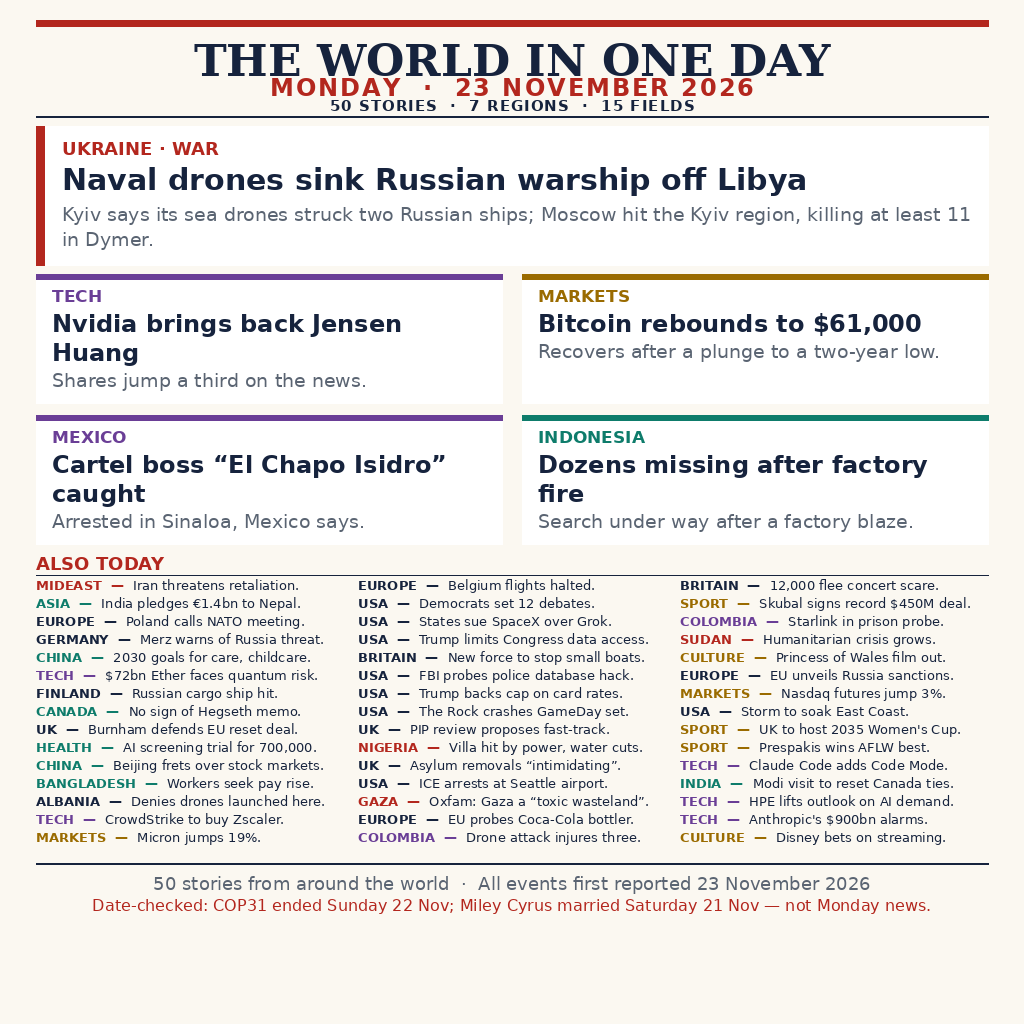 THE WORLD IN ONE DAY
MONDAY · 23 NOVEMBER 2026
50 STORIES · 7 REGIONS · 15 FIELDS
UKRAINE · WAR
Naval drones sink Russian warship off Libya
Kyiv says its sea drones struck two Russian ships; Moscow hit the Kyiv region, killing at least 11
in Dymer.
TECH
Nvidia brings back Jensen
Huang
Shares jump a third on the news.
MARKETS
Bitcoin rebounds to $61,000
Recovers after a plunge to a two-year low.
MEXICO
Cartel boss “El Chapo Isidro”
caught
Arrested in Sinaloa, Mexico says.
INDONESIA
Dozens missing after factory
fire
Search under way after a factory blaze.
ALSO TODAY
MIDEAST — Iran threatens retaliation.
ASIA — India pledges €1.4bn to Nepal.
EUROPE — Poland calls NATO meeting.
GERMANY — Merz warns of Russia threat.
CHINA — 2030 goals for care, childcare.
TECH — $72bn Ether faces quantum risk.
FINLAND — Russian cargo ship hit.
CANADA — No sign of Hegseth memo.
UK — Burnham defends EU reset deal.
HEALTH — AI screening trial for 700,000.
CHINA — Beijing frets over stock markets.
BANGLADESH — Workers seek pay rise.
ALBANIA — Denies drones launched here.
TECH — CrowdStrike to buy Zscaler.
MARKETS — Micron jumps 19%.
EUROPE — Belgium flights halted.
USA — Democrats set 12 debates.
USA — States sue SpaceX over Grok.
USA — Trump limits Congress data access.
BRITAIN — New force to stop small boats.
USA — FBI probes police database hack.
USA — Trump backs cap on card rates.
USA — The Rock crashes GameDay set.
UK — PIP review proposes fast-track.
NIGERIA — Villa hit by power, water cuts.
UK — Asylum removals “intimidating”.
USA — ICE arrests at Seattle airport.
GAZA — Oxfam: Gaza a “toxic wasteland”.
EUROPE — EU probes Coca-Cola bottler.
COLOMBIA — Drone attack injures three.
BRITAIN — 12,000 flee concert scare.
SPORT — Skubal signs record $450M deal.
COLOMBIA — Starlink in prison probe.
SUDAN — Humanitarian crisis grows.
CULTURE — Princess of Wales film out.
EUROPE — EU unveils Russia sanctions.
MARKETS — Nasdaq futures jump 3%.
USA — Storm to soak East Coast.
SPORT — UK to host 2035 Women's Cup.
SPORT — Prespakis wins AFLW best.
TECH — Claude Code adds Code Mode.
INDIA — Modi visit to reset Canada ties.
TECH — HPE lifts outlook on AI demand.
TECH — Anthropic's $900bn alarms.
CULTURE — Disney bets on streaming.
50 stories from around the world · All events first reported 23 November 2026
Date-checked: COP31 ended Sunday 22 Nov; Miley Cyrus married Saturday 21 Nov — not Monday news.